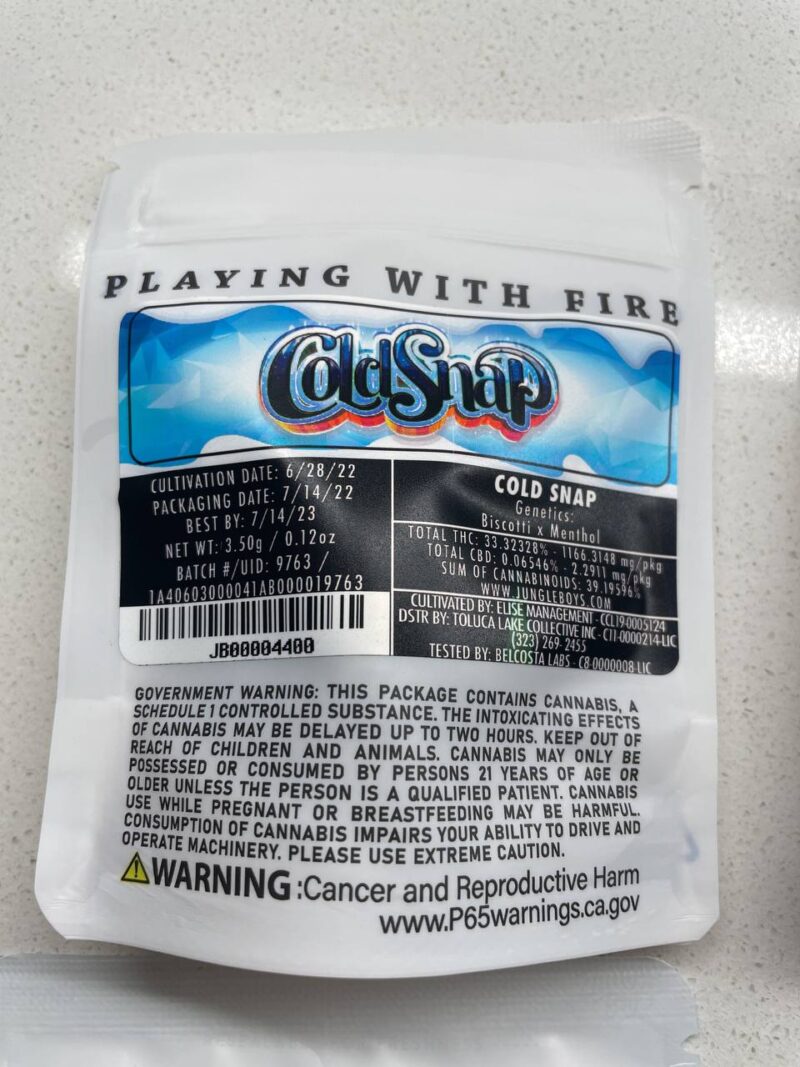 PLAYING WITH FIRE
Cold Snap
CULTIVATION DATE: 6/28/22
PACKAGING DATE: 7/14/22
BEST BY: 7/14/23
NET WT: 3.50g / 0.12oz
BATCH #/UID: 9763 /
1A40603000041AB000019763
JB00004400
COLD SNAP
Genetics:
Biscotti x Menthol
TOTAL THC: 33.32328% - 1166.3148 mg/pkg
TOTAL CBD: 0.06546% - 2.2911 mg/pkg
SUM OF CANNABINOIDS: 39.19596%
WWW.JUNGLEBOYS.COM
CULTIVATED BY: ELISE MANAGEMENT - CCL19-0005124
DSTR BY: TOLUCA LAKE COLLECTIVE INC - C11-0000214-LIC
(323) 269-2455
TESTED BY: BELCOSTA LABS - C8-0000008-LIC
GOVERNMENT WARNING: THIS PACKAGE CONTAINS CANNABIS, A
SCHEDULE 1 CONTROLLED SUBSTANCE. THE INTOXICATING EFFECTS
OF CANNABIS MAY BE DELAYED UP TO TWO HOURS. KEEP OUT OF
REACH OF CHILDREN AND ANIMALS. CANNABIS MAY ONLY BE
POSSESSED OR CONSUMED BY PERSONS 21 YEARS OF AGE OR
OLDER UNLESS THE PERSON IS A QUALIFIED PATIENT. CANNABIS
USE WHILE PREGNANT OR BREASTFEEDING MAY BE HARMFUL.
CONSUMPTION OF CANNABIS IMPAIRS YOUR ABILITY TO DRIVE AND
OPERATE MACHINERY. PLEASE USE EXTREME CAUTION.
WARNING :Cancer and Reproductive Harm
www.P65warnings.ca.gov